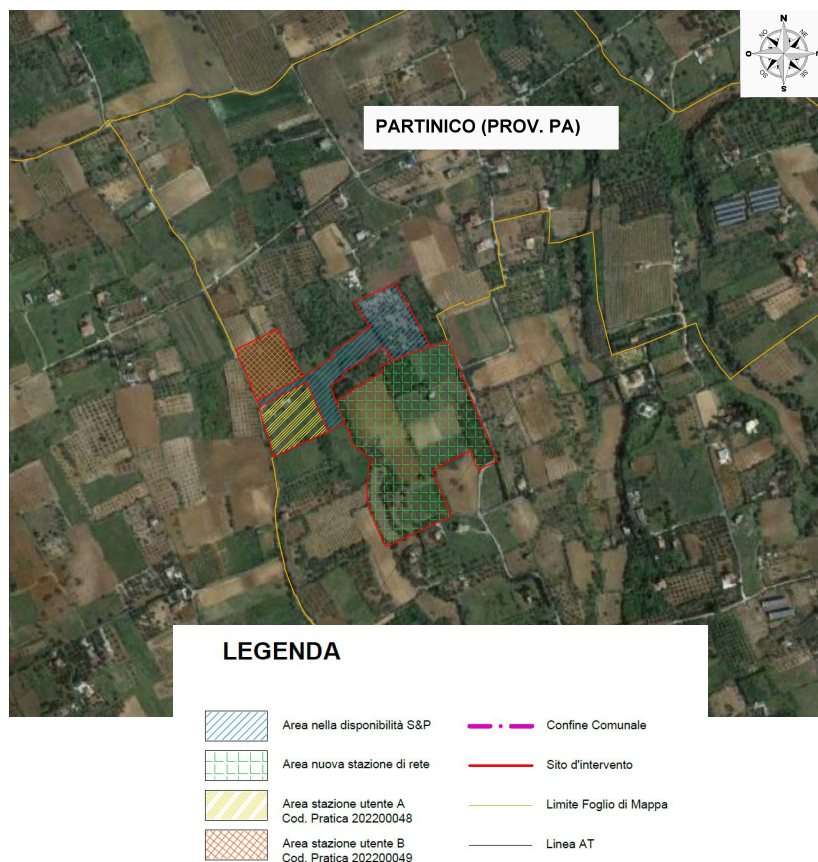 N
NO
NE
O
SO
SE
S
PARTINICO (PROV. PA)
LEGENDA
Area nella disponibilità S&P
Confine Comunale
Area nuova stazione di rete
Sito d'intervento
Area stazione utente A
Cod. Pratica 202200048
Limite Foglio di Mappa
Area stazione utente B
Cod. Pratica 202200049
Linea AT